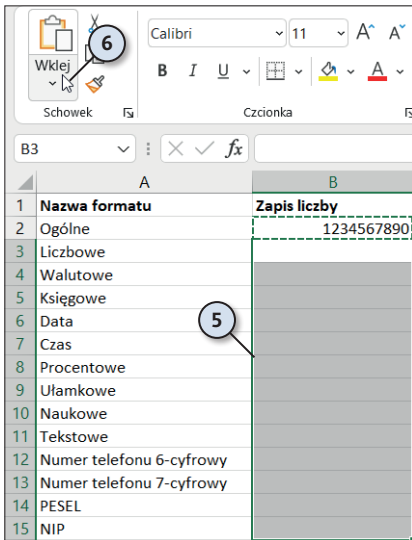 6
Calibri 11 A A
Wklej
B I U A
Schowek Czcionka
B3 fx
A B
1 Nazwa formatu Zapis liczby
2 Ogólne 1234567890
3 Liczbowe
4 Walutowe
5 Księgowe
6 Data
5
7 Czas
8 Procentowe
9 Ułamkowe
10 Naukowe
11 Tekstowe
12 Numer telefonu 6-cyfrowy
13 Numer telefonu 7-cyfrowy
14 PESEL
15 NIP